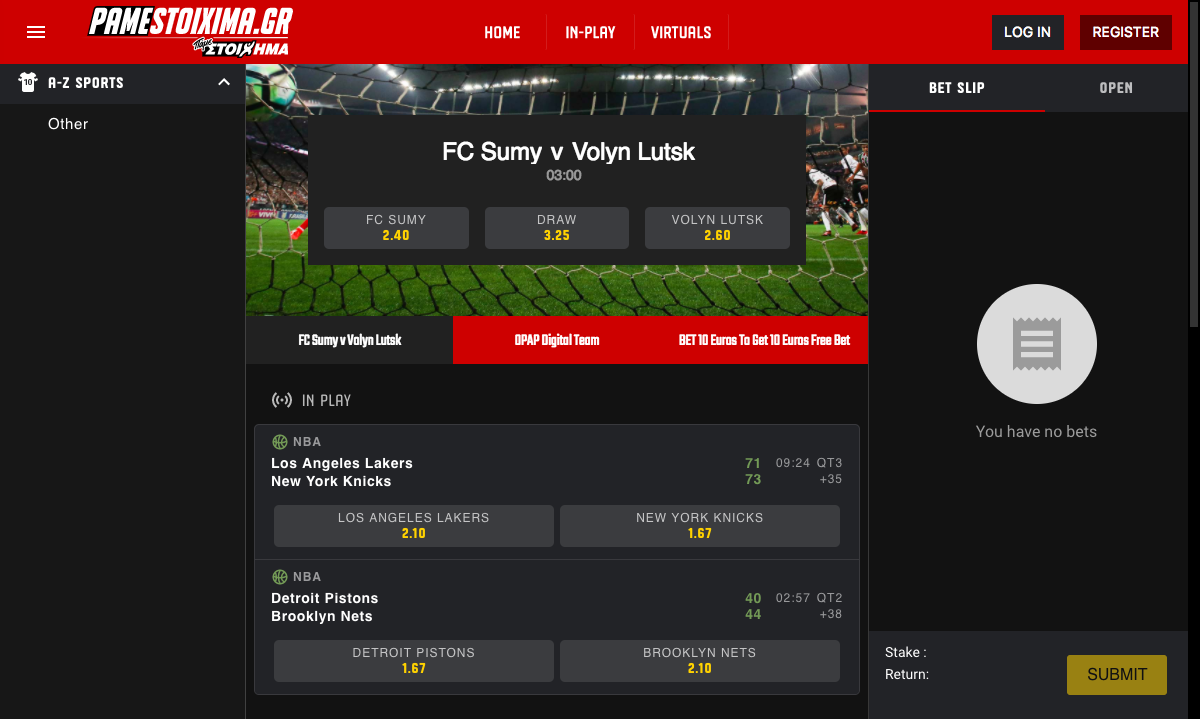 PAMESTOIXIMA.GR
Πάμε ΣΤΟΙΧΗΜΑ
HOME
IN-PLAY
VIRTUALS
LOG IN
REGISTER
10
A-Z SPORTS
Other
FC Sumy v Volyn Lutsk
03:00
FC SUMY
2.40
DRAW
3.25
VOLYN LUTSK
2.60
FC Sumy v Volyn Lutsk
OPAP Digital Team
BET 10 Euros To Get 10 Euros Free Bet
IN PLAY
NBA
Los Angeles Lakers
71
09:24 QT3
New York Knicks
73
+35
LOS ANGELES LAKERS
2.10
NEW YORK KNICKS
1.67
NBA
Detroit Pistons
40
02:57 QT2
Brooklyn Nets
44
+38
DETROIT PISTONS
1.67
BROOKLYN NETS
2.10
BET SLIP
OPEN
You have no bets
Stake :
Return:
SUBMIT